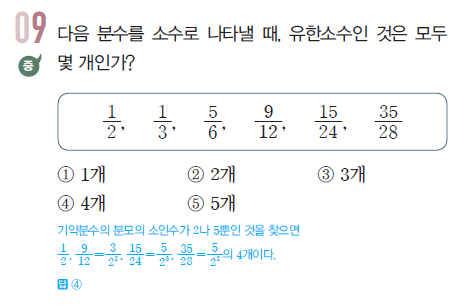 09
중
다음 분수를 소수로 나타낼 때, 유한소수인 것은 모두
몇 개인가?
1/2, 1/3, 5/6, 9/12, 15/24, 35/28
① 1개 ② 2개 ③ 3개
④ 4개 ⑤ 5개
기약분수의 분모의 소인수가 2나 5뿐인 것을 찾으면
1/2, 9/12=3/2², 15/24=5/2³, 35/28=5/2²의 4개이다.
답 ④